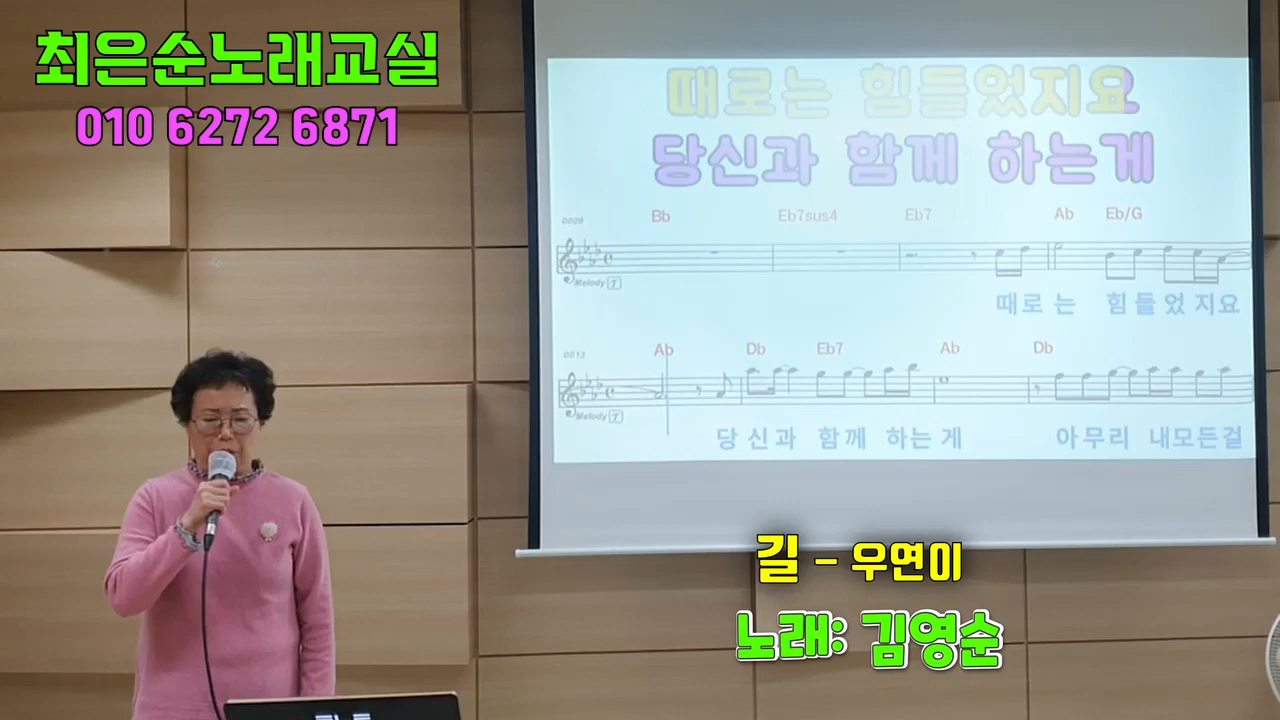 최은순노래교실
010 6272 6871
때로는 힘들었지요
당신과 함께 하는게
0009 Bb Eb7sus4 Eb7 Ab Eb/G
Melody T
때로는 힘들었지요
0013 Ab Db Eb7 Ab Db
Melody T
당신과 함께 하는게 아무리 내모든걸
길 - 우연이
노래: 김영순